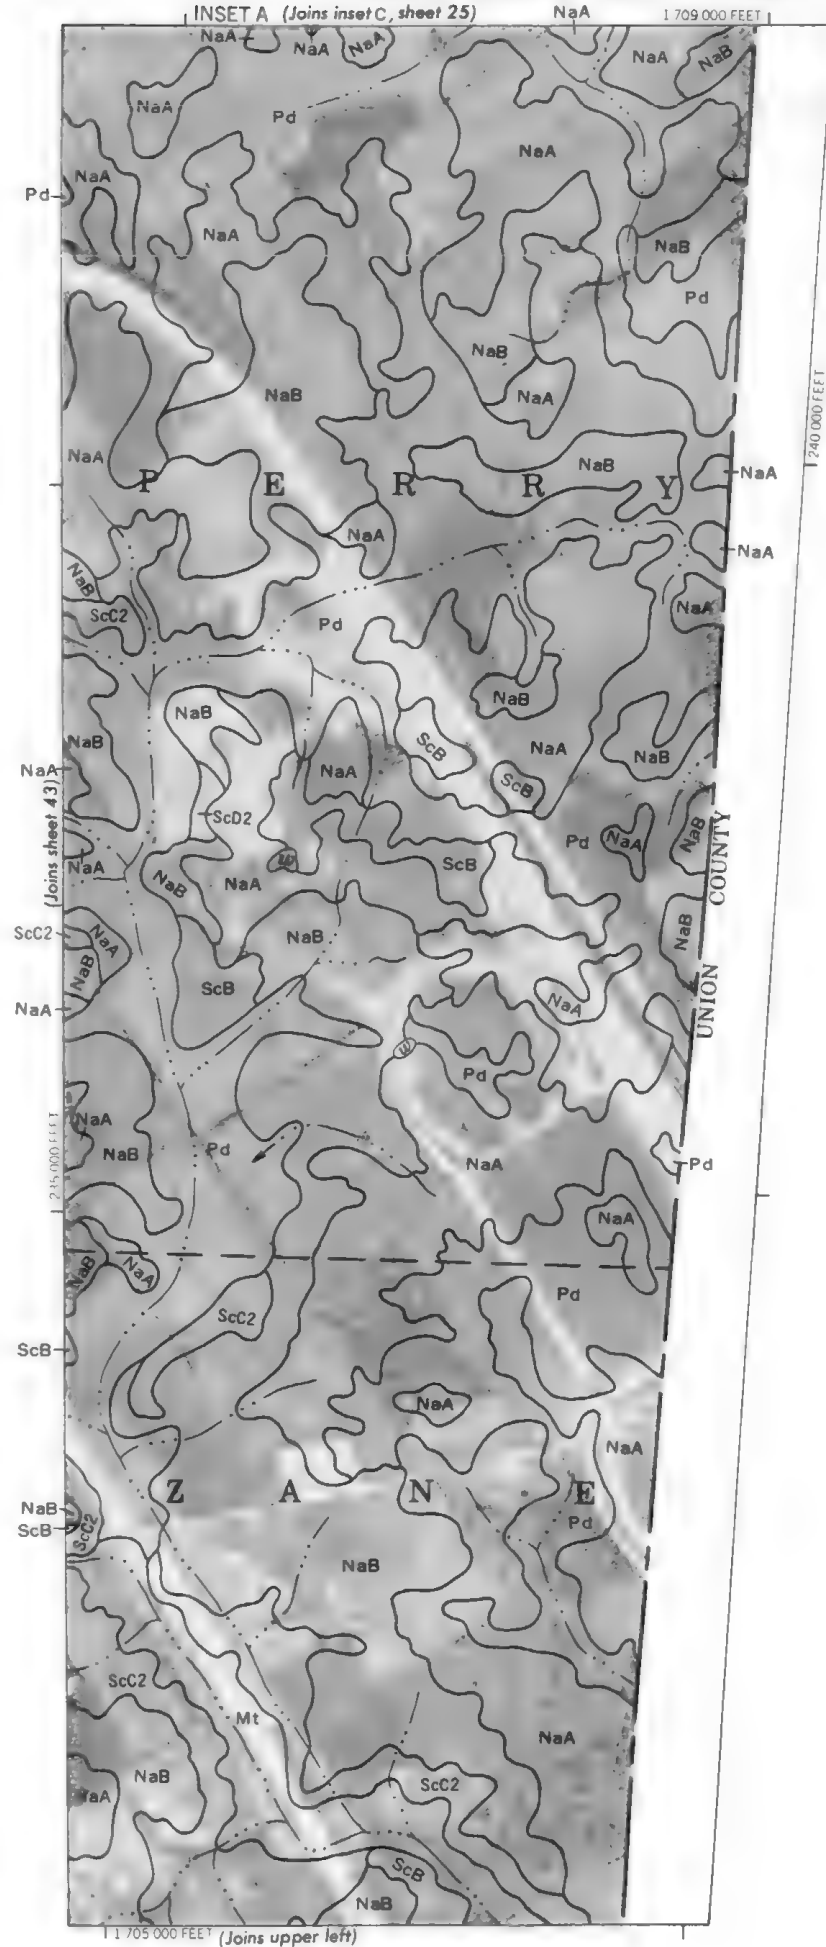 INSET A (Joins inset C, sheet 25) NaA 1 709 000 FEET
NaA NaA NaA NaA NaB
NaA Pd
NaA
NaA
Pd
NaA NaB
Pd
NaB
NaB NaA
240 000 FEET
NaA NaB NaA
P E R R Y
NaA NaA
NaB
ScC2 NaA
Pd
NaB
NaB
NaB ScB NaA NaB
NaA NaA ScB
(Joins sheet 43)
ScD2
Pd NaA NaB
NaA NaB NaA W ScB
UNION COUNTY
ScC2 NaA NaB NaB
NaB ScB NaA
NaA
W
Pd
NaA
NaB Pd NaA Pd
235 000 FEET
NaA
NaB NaA
Pd
ScC2
ScB
NaA
NaA
Z A N E
NaB
ScB ScC2 Pd
NaB
ScC2
Mt
NaA
NaB ScC2
NaA
ScB
NaB
1 705 000 FEET (Joins upper left)